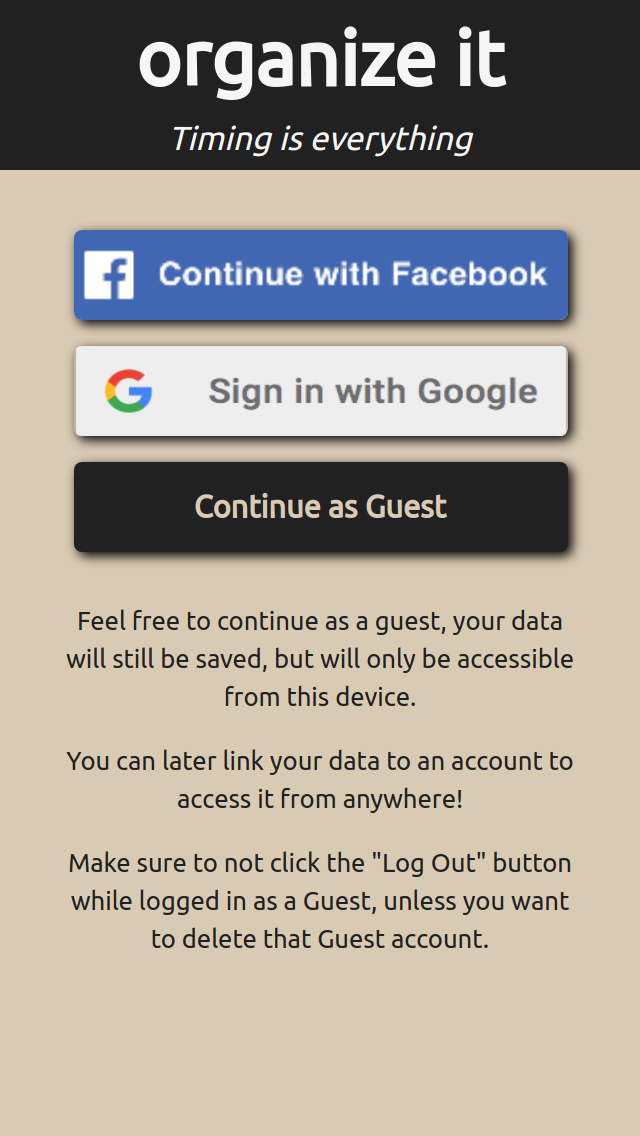 organize it
Timing is everything
Continue with Facebook
Sign in with Google
Continue as Guest
Feel free to continue as a guest, your data
will still be saved, but will only be accessible
from this device.
You can later link your data to an account to
access it from anywhere!
Make sure to not click the "Log Out" button
while logged in as a Guest, unless you want
to delete that Guest account.